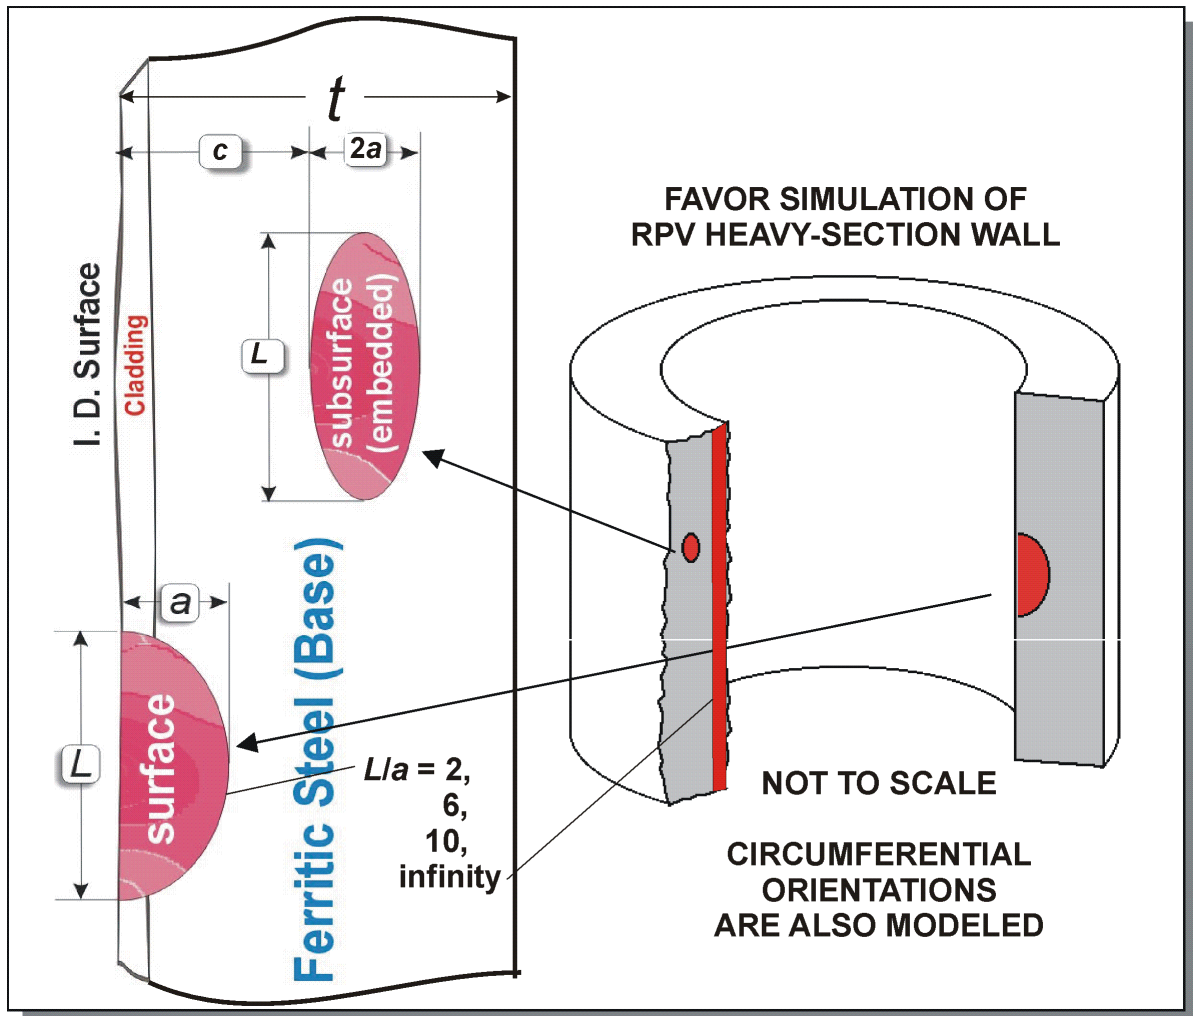 t
c
2a
FAVOR SIMULATION OF
RPV HEAVY-SECTION WALL
I. D. Surface
Cladding
L
subsurface
(embedded)
a
L
surface
Ferritic Steel (Base)
L/a = 2,
6,
10,
infinity
NOT TO SCALE
CIRCUMFERENTIAL
ORIENTATIONS
ARE ALSO MODELED